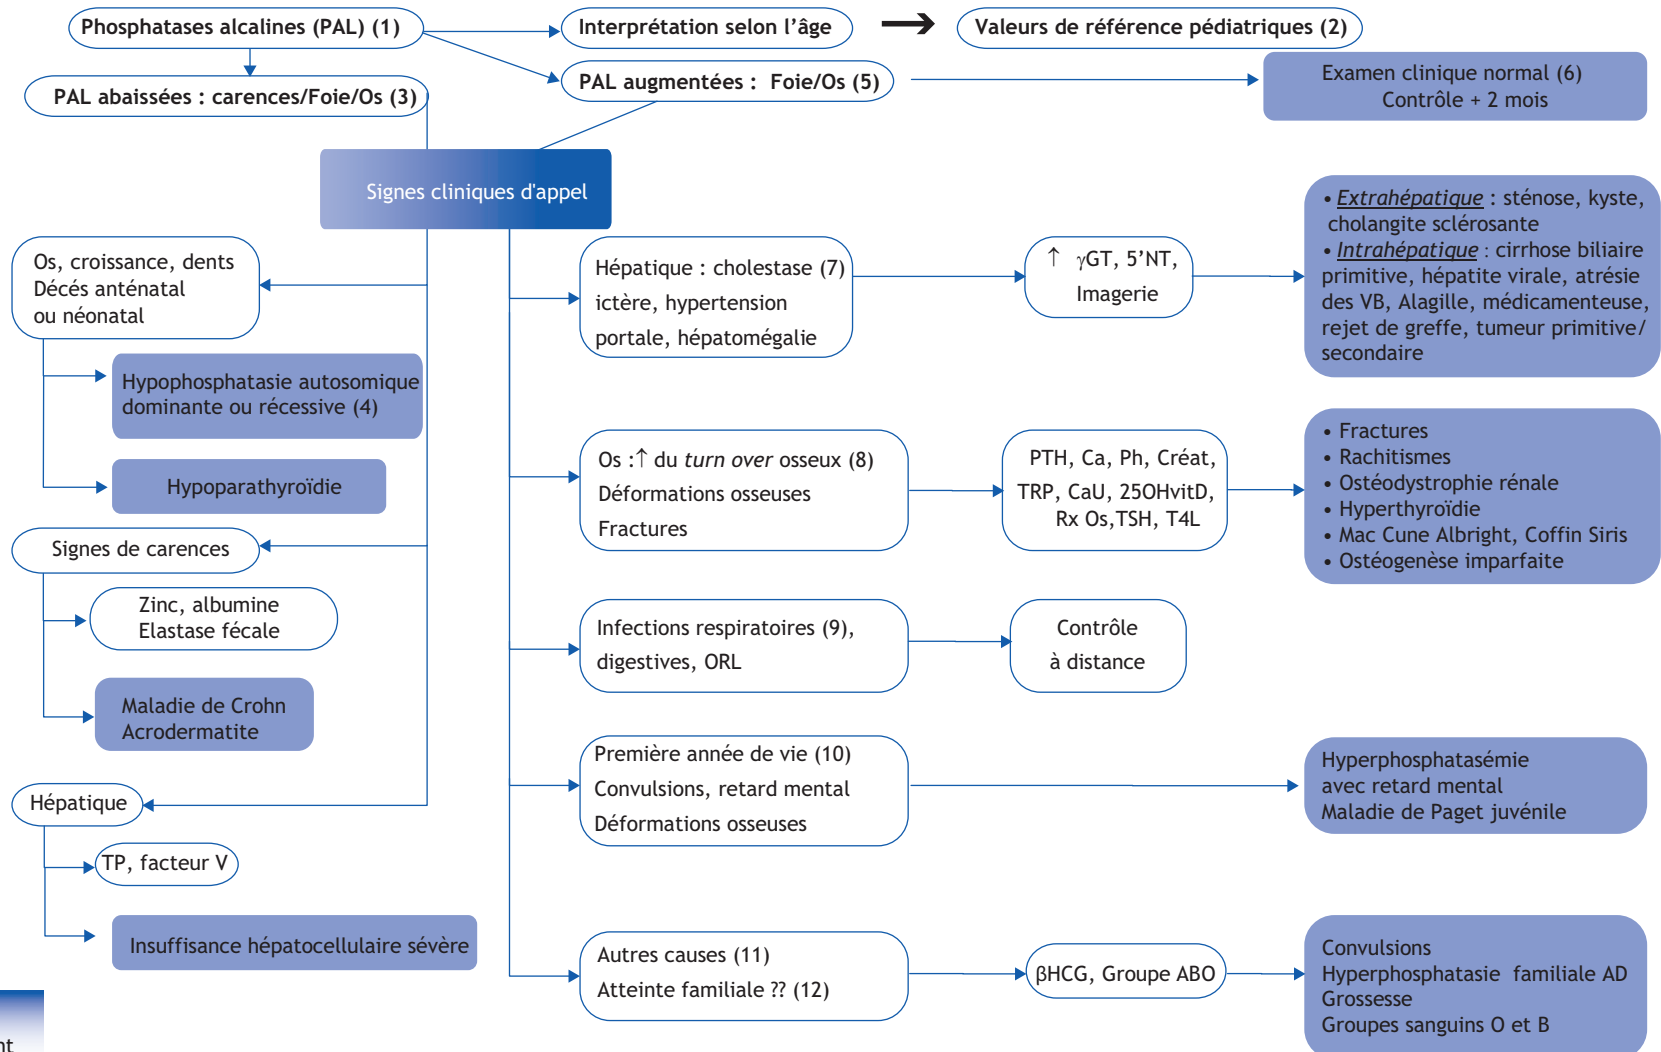 Phosphatases alcalines (PAL) (1)
Interprétation selon l’âge
Valeurs de référence pédiatriques (2)
PAL abaissées : carences/Foie/Os (3)
PAL augmentées : Foie/Os (5)
Examen clinique normal (6)
Contrôle + 2 mois
Signes cliniques d'appel
Os, croissance, dents
Décés anténatal
ou néonatal
Hypophosphatasie autosomique
dominante ou récessive (4)
Hypoparathyroïdie
Signes de carences
Zinc, albumine
Elastase fécale
Maladie de Crohn
Acrodermatite
Hépatique
TP, facteur V
Insuffisance hépatocellulaire sévère
Hépatique : cholestase (7)
ictère, hypertension
portale, hépatomégalie
↑ γGT, 5’NT,
Imagerie
• Extrahépatique : sténose, kyste,
cholangite sclérosante
• Intrahépatique : cirrhose biliaire
primitive, hépatite virale, atrésie
des VB, Alagille, médicamenteuse,
rejet de greffe, tumeur primitive/
secondaire
Os :↑ du turn over osseux (8)
Déformations osseuses
Fractures
PTH, Ca, Ph, Créat,
TRP, CaU, 25OHvitD,
Rx Os,TSH, T4L
• Fractures
• Rachitismes
• Ostéodystrophie rénale
• Hyperthyroïdie
• Mac Cune Albright, Coffin Siris
• Ostéogenèse imparfaite
Infections respiratoires (9),
digestives, ORL
Contrôle
à distance
Première année de vie (10)
Convulsions, retard mental
Déformations osseuses
Hyperphosphatasémie
avec retard mental
Maladie de Paget juvénile
Autres causes (11)
Atteinte familiale ?? (12)
βHCG, Groupe ABO
Convulsions
Hyperphosphatasie familiale AD
Grossesse
Groupes sanguins O et B
nt